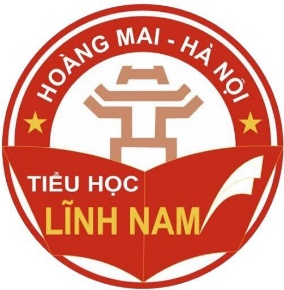 HOÀNG MAI - HÀ NỘI
TIỂU HỌC
LĨNH NAM